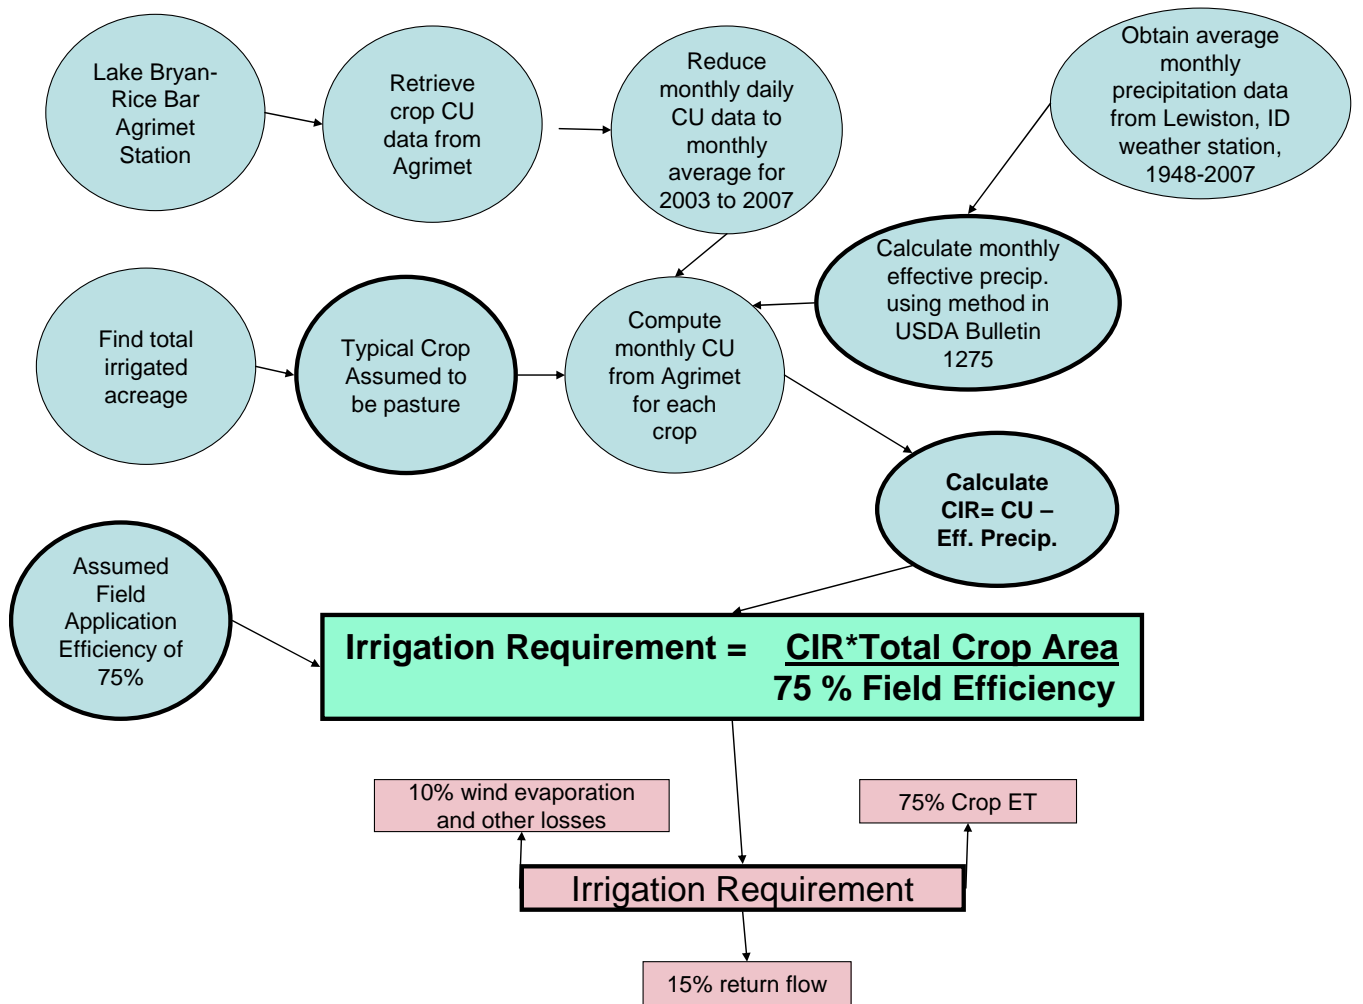 Lake Bryan-
Rice Bar
Agrimet
Station
Retrieve
crop CU
data from
Agrimet
Reduce
monthly daily
CU data to
monthly
average for
2003 to 2007
Obtain average
monthly
precipitation data
from Lewiston, ID
weather station,
1948-2007
Find total
irrigated
acreage
Typical Crop
Assumed to
be pasture
Compute
monthly CU
from Agrimet
for each
crop
Calculate monthly
effective precip.
using method in
USDA Bulletin
1275
Calculate
CIR= CU –
Eff. Precip.
Assumed
Field
Application
Efficiency of
75%
Irrigation Requirement = CIR*Total Crop Area
75 % Field Efficiency
10% wind evaporation
and other losses
75% Crop ET
Irrigation Requirement
15% return flow